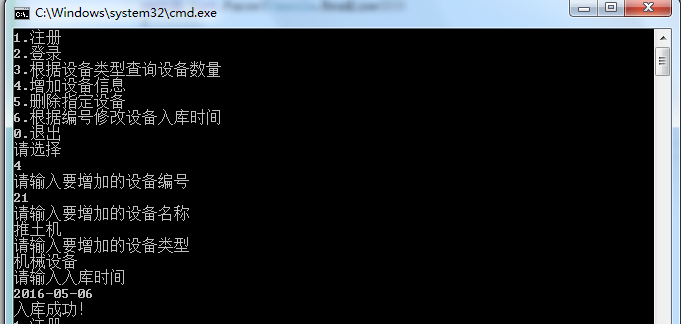 C:\Windows\system32\cmd.exe
1.注册
2.登录
3.根据设备类型查询设备数量
4.增加设备信息
5.删除指定设备
6.根据编号修改设备入库时间
0.退出
请选择
4
请输入要增加的设备编号
21
请输入要增加的设备名称
推土机
请输入要增加的设备类型
机械设备
请输入入库时间
2016-05-06
入库成功!
1.注册